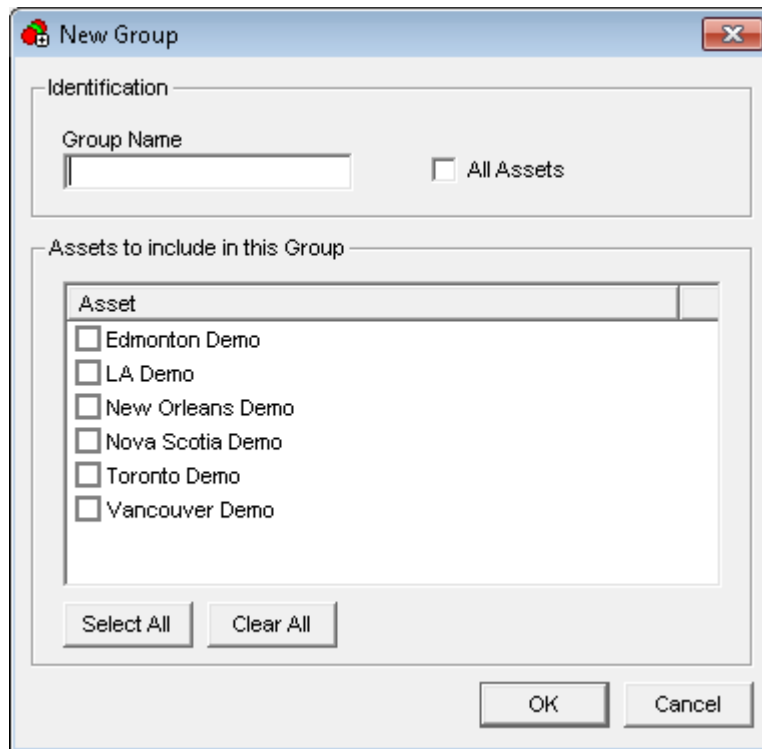 New Group
Identification
Group Name
All Assets
Assets to include in this Group
Asset
Edmonton Demo
LA Demo
New Orleans Demo
Nova Scotia Demo
Toronto Demo
Vancouver Demo
Select All Clear All
OK Cancel